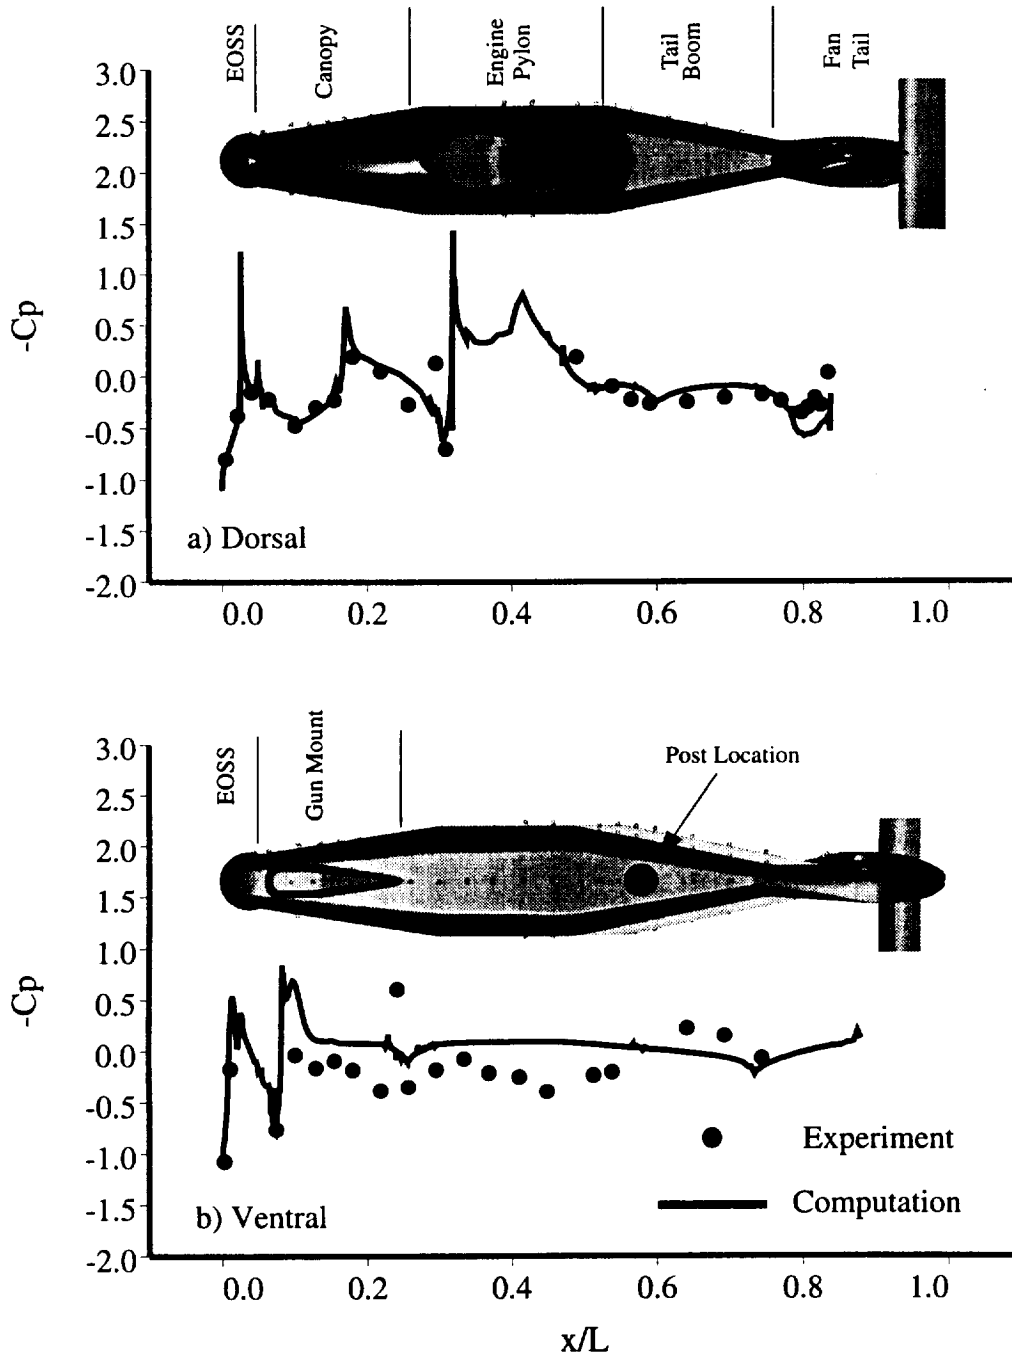 EOSS
Canopy
Engine
Pylon
Tail
Boom
Fan
Tail
3.0
2.5
2.0
1.5
1.0
0.5
0.0
-0.5
-1.0
-1.5
-2.0
-Cp
a) Dorsal
0.0 0.2 0.4 0.6 0.8 1.0
EOSS
Gun Mount
Post Location
3.0
2.5
2.0
1.5
1.0
0.5
0.0
-0.5
-1.0
-1.5
-2.0
-Cp
Experiment
Computation
b) Ventral
0.0 0.2 0.4 0.6 0.8 1.0
x/L